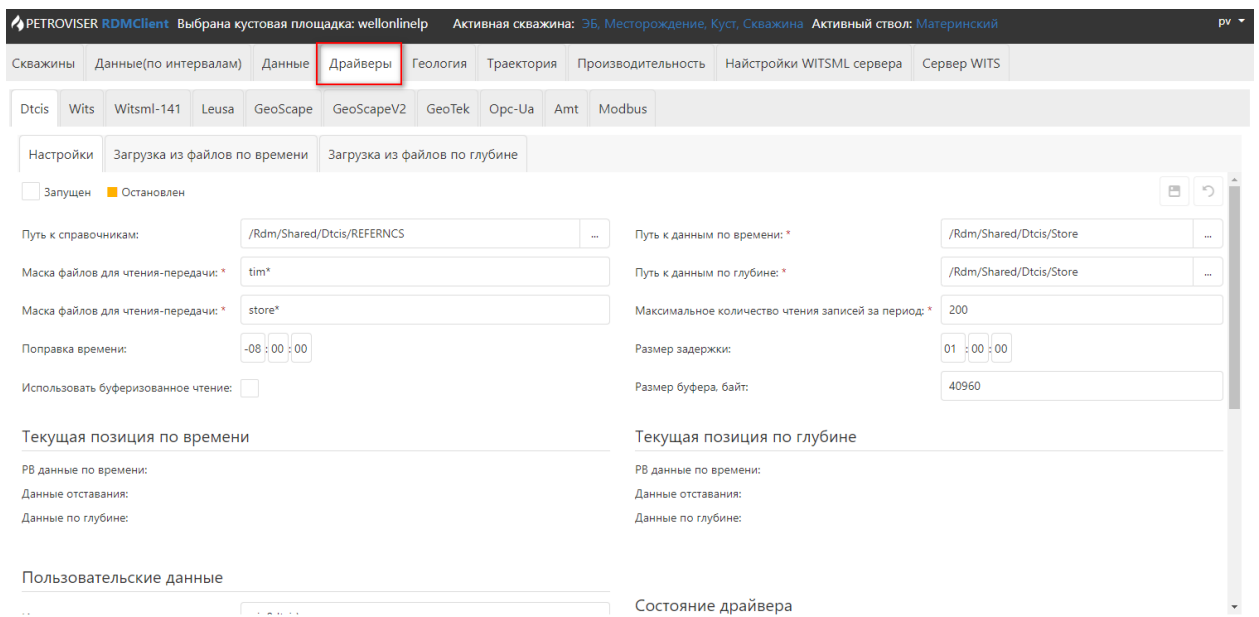 PETROVISER RDMClient Выбрана кустовая площадка: wellonlinelp Активная скважина: ЭБ, Месторождение, Куст, Скважина Активный ствол: Материнский pv
Скважины Данные(по интервалам) Данные Драйверы Геология Траектория Производительность Найстройки WITSML сервера Сервер WITS
Dtcis Wits Witsml-141 Leusa GeoScape GeoScapeV2 GeoTek Opc-Ua Amt Modbus
Настройки Загрузка из файлов по времени Загрузка из файлов по глубине
Запущен Остановлен
Путь к справочникам: /Rdm/Shared/Dtcis/REFERNCS ... Путь к данным по времени: * /Rdm/Shared/Dtcis/Store ...
Маска файлов для чтения-передачи: * tim* Путь к данным по глубине: * /Rdm/Shared/Dtcis/Store ...
Маска файлов для чтения-передачи: * store* Максимальное количество чтения записей за период: * 200
Поправка времени: -08 : 00 : 00 Размер задержки: 01 : 00 : 00
Использовать буферизованное чтение: Размер буфера, байт: 40960
Текущая позиция по времени Текущая позиция по глубине
РВ данные по времени: РВ данные по времени:
Данные отставания: Данные отставания:
Данные по глубине: Данные по глубине:
Пользовательские данные
Состояние драйвера